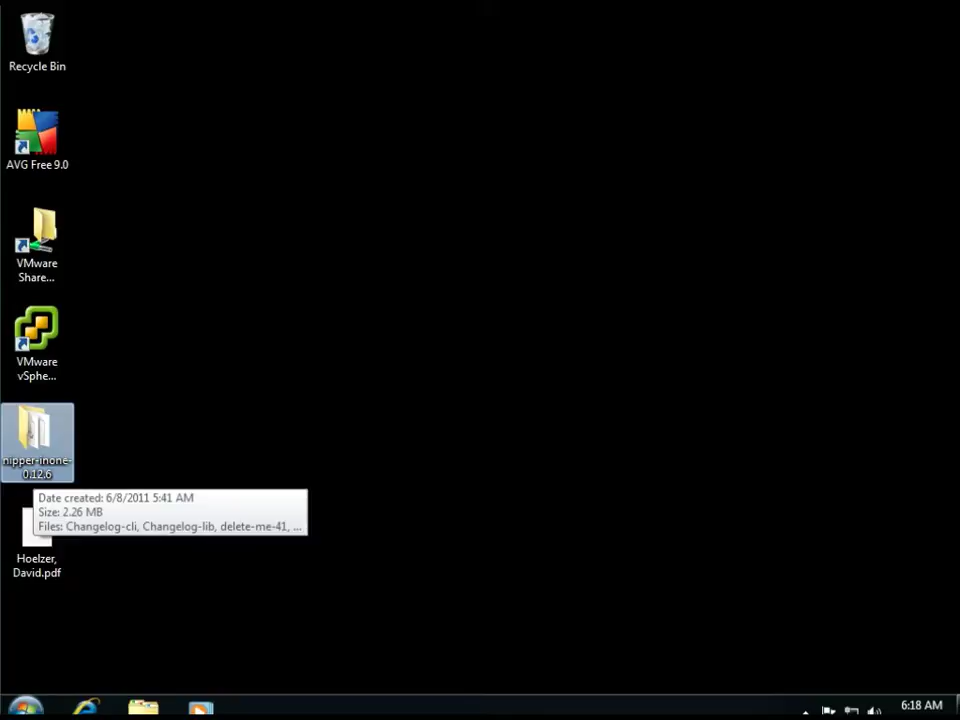 Recycle Bin
AVG Free 9.0
VMware
Share...
VMware
vSphe...
nipper-inone-
0.12.6
Date created: 6/8/2011 5:41 AM
Size: 2.26 MB
Files: Changelog-cli, Changelog-lib, delete-me-41, ...
Hoelzer,
David.pdf
6:18 AM